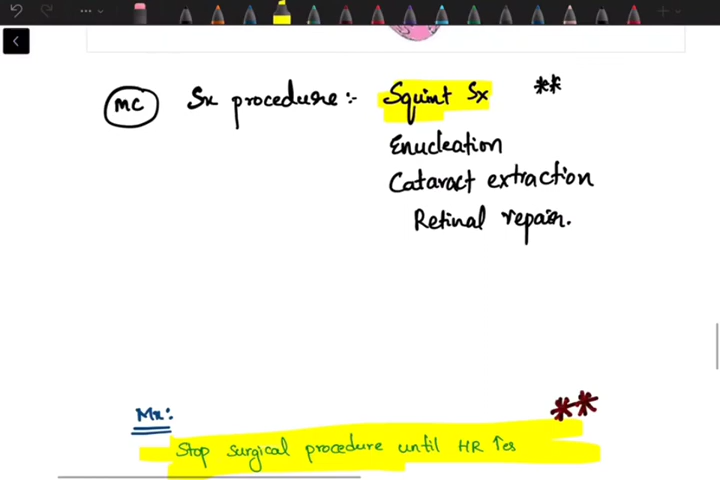 MC Sx procedure:- Squint Sx **
Enucleation
Cataract extraction
Retinal repair.
Mx: **
Stop surgical procedure until HR ↑es